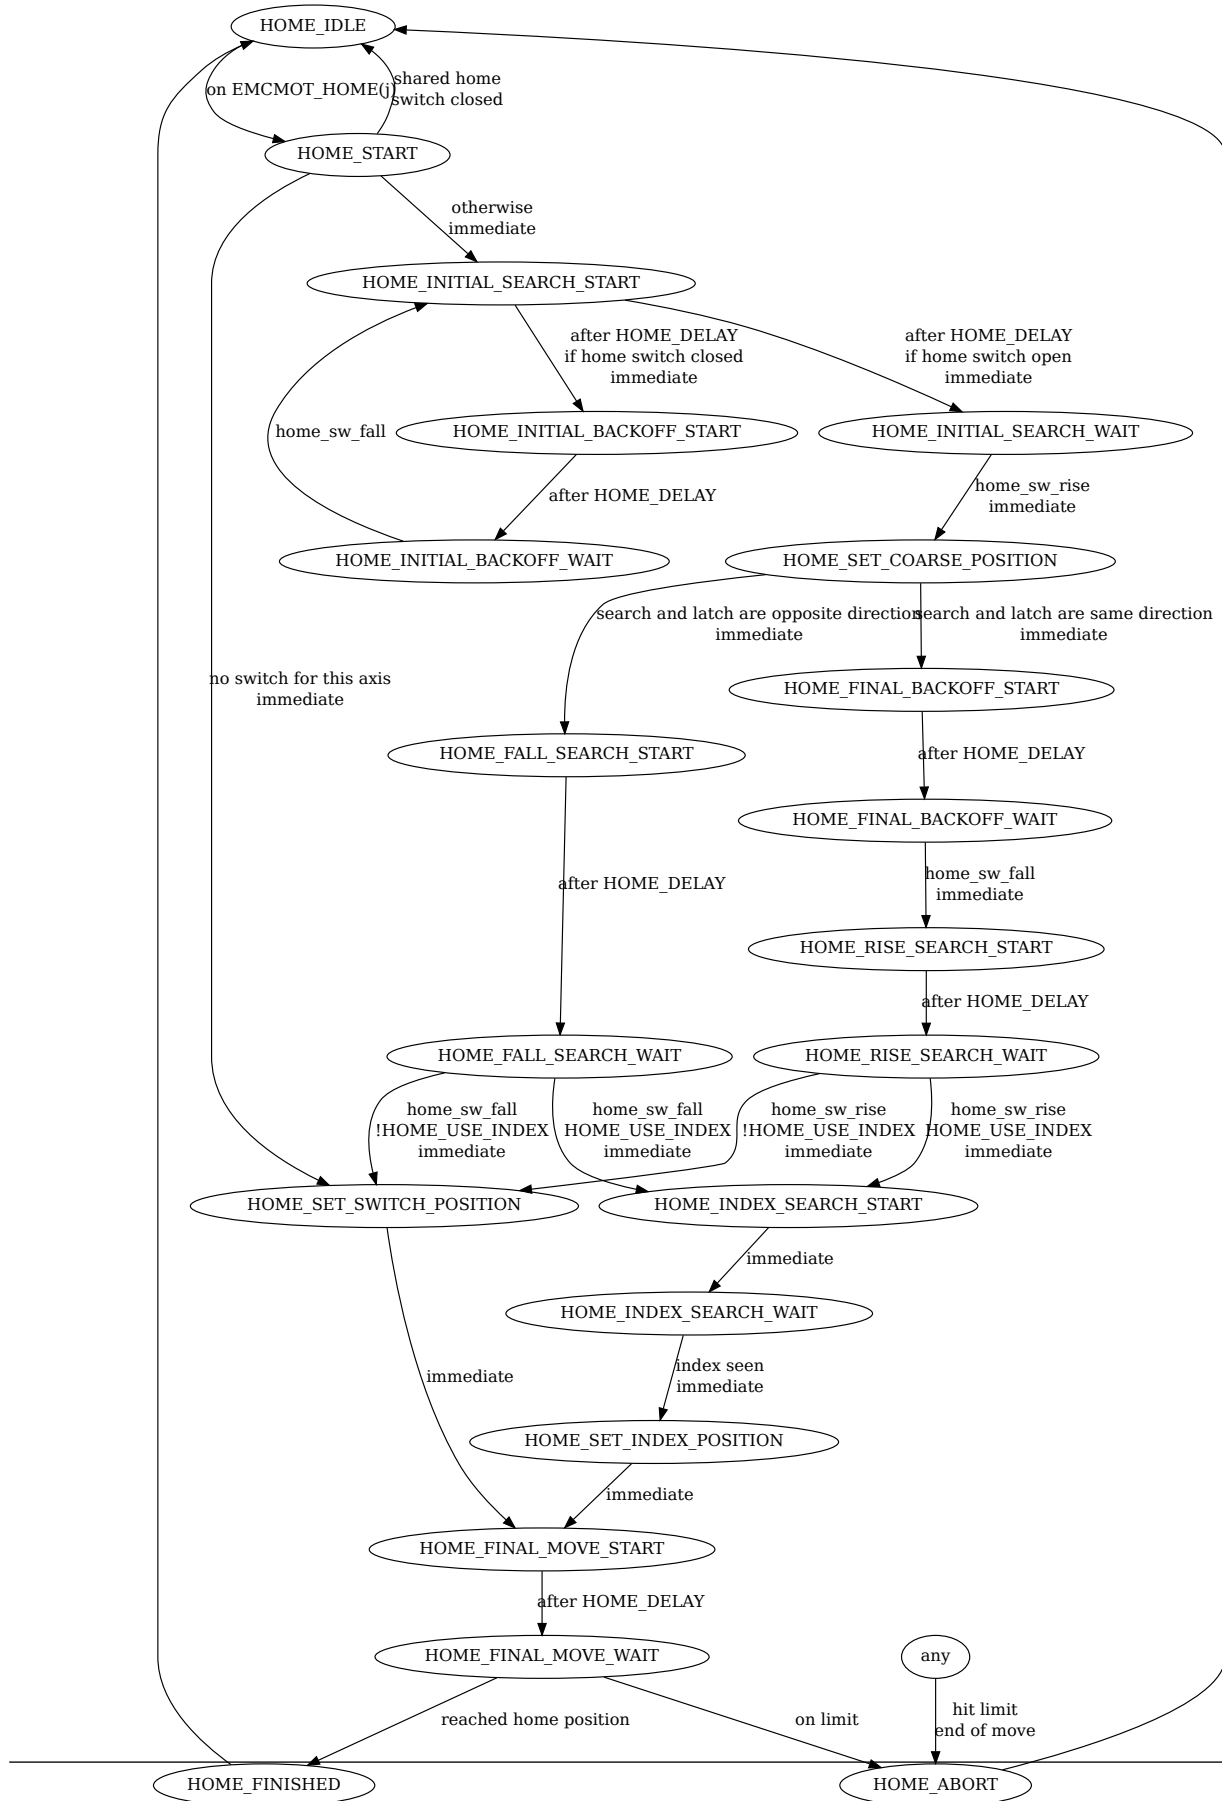 HOME_IDLE
on EMCMOT_HOME(j)
shared home
switch closed
HOME_START
otherwise
immediate
HOME_INITIAL_SEARCH_START
after HOME_DELAY
if home switch closed
immediate
after HOME_DELAY
if home switch open
immediate
home_sw_fall
HOME_INITIAL_BACKOFF_START
HOME_INITIAL_SEARCH_WAIT
after HOME_DELAY
home_sw_rise
immediate
HOME_INITIAL_BACKOFF_WAIT
HOME_SET_COARSE_POSITION
search and latch are opposite direction
immediate
search and latch are same direction
immediate
no switch for this axis
immediate
HOME_FINAL_BACKOFF_START
HOME_FALL_SEARCH_START
after HOME_DELAY
HOME_FINAL_BACKOFF_WAIT
after HOME_DELAY
home_sw_fall
immediate
HOME_RISE_SEARCH_START
after HOME_DELAY
HOME_FALL_SEARCH_WAIT
HOME_RISE_SEARCH_WAIT
home_sw_fall
!HOME_USE_INDEX
immediate
home_sw_fall
HOME_USE_INDEX
immediate
home_sw_rise
!HOME_USE_INDEX
immediate
home_sw_rise
HOME_USE_INDEX
immediate
HOME_SET_SWITCH_POSITION
HOME_INDEX_SEARCH_START
immediate
HOME_INDEX_SEARCH_WAIT
immediate
index seen
immediate
HOME_SET_INDEX_POSITION
immediate
HOME_FINAL_MOVE_START
after HOME_DELAY
HOME_FINAL_MOVE_WAIT
any
reached home position
on limit
hit limit
end of move
HOME_FINISHED
HOME_ABORT